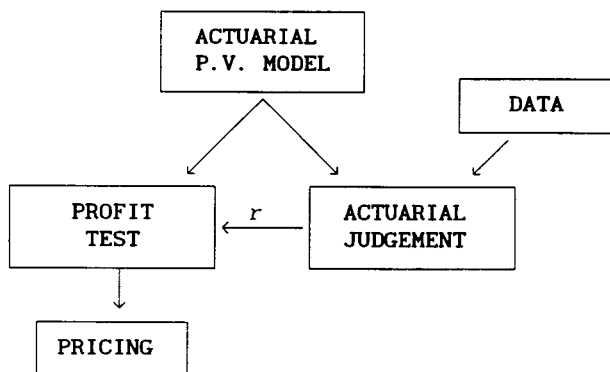 ACTUARIAL
P.V. MODEL
DATA
PROFIT
TEST
r
ACTUARIAL
JUDGEMENT
PRICING